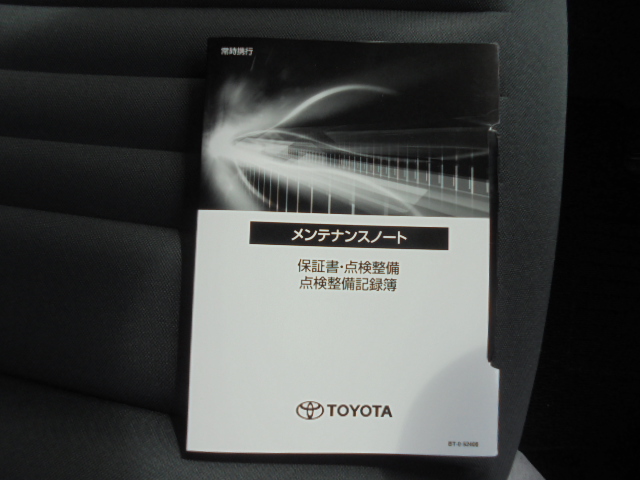 常時携行
メンテナンスノート
保証書・点検整備
点検整備記録簿
TOYOTA